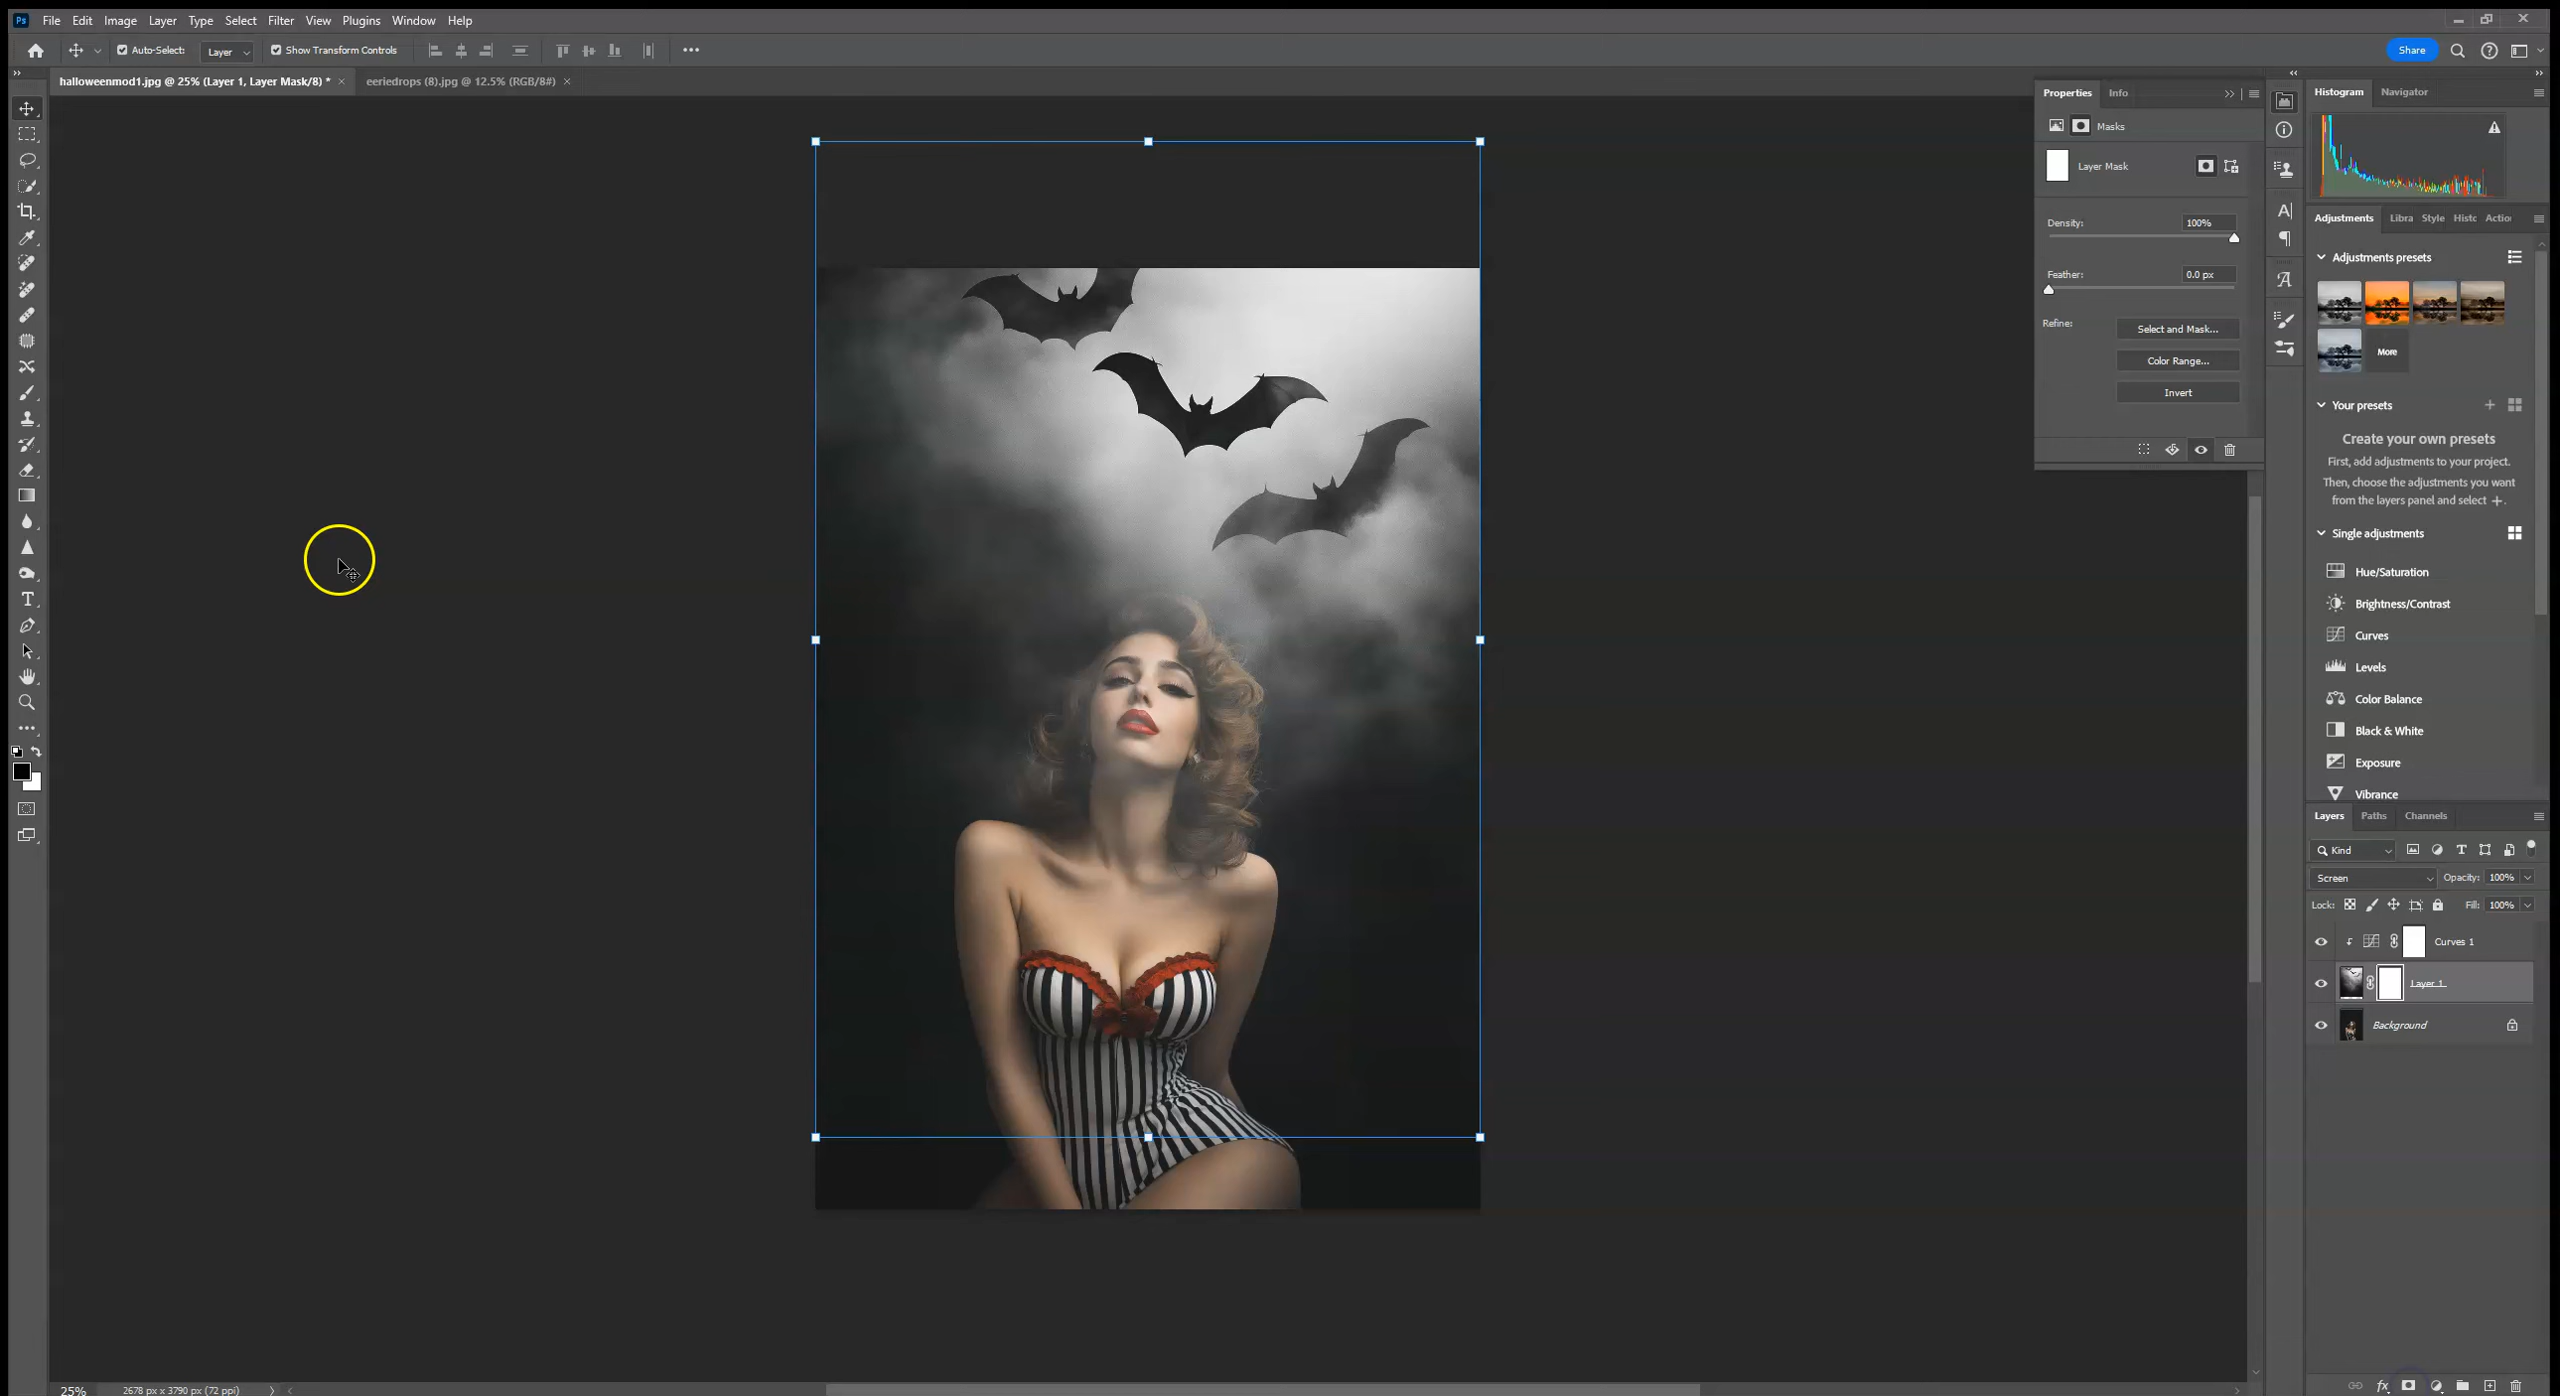 Ps File Edit Image Layer Type Select Filter View Plugins Window Help
Auto-Select: Layer Show Transform Controls Share
halloweenmod1.jpg @ 25% (Layer 1, Layer Mask/8) * × eeriedrops (8).jpg @ 12.5% (RGB/8#) ×
Properties Info
Masks
Layer Mask
Density: 100%
Feather: 0.0 px
Refine: Select and Mask...
Color Range...
Invert
Histogram Navigator
Adjustments Libra Style Histc Action
Adjustments presets
More
Your presets
Create your own presets
First, add adjustments to your project.
Then, choose the adjustments you want
from the layers panel and select +.
Single adjustments
Hue/Saturation
Brightness/Contrast
Curves
Levels
Color Balance
Black & White
Exposure
Vibrance
Layers Paths Channels
Kind
Screen Opacity: 100%
Lock: Fill: 100%
Curves 1
Layer 1
Background
fx
25% 2678 px x 3790 px (72 ppi)